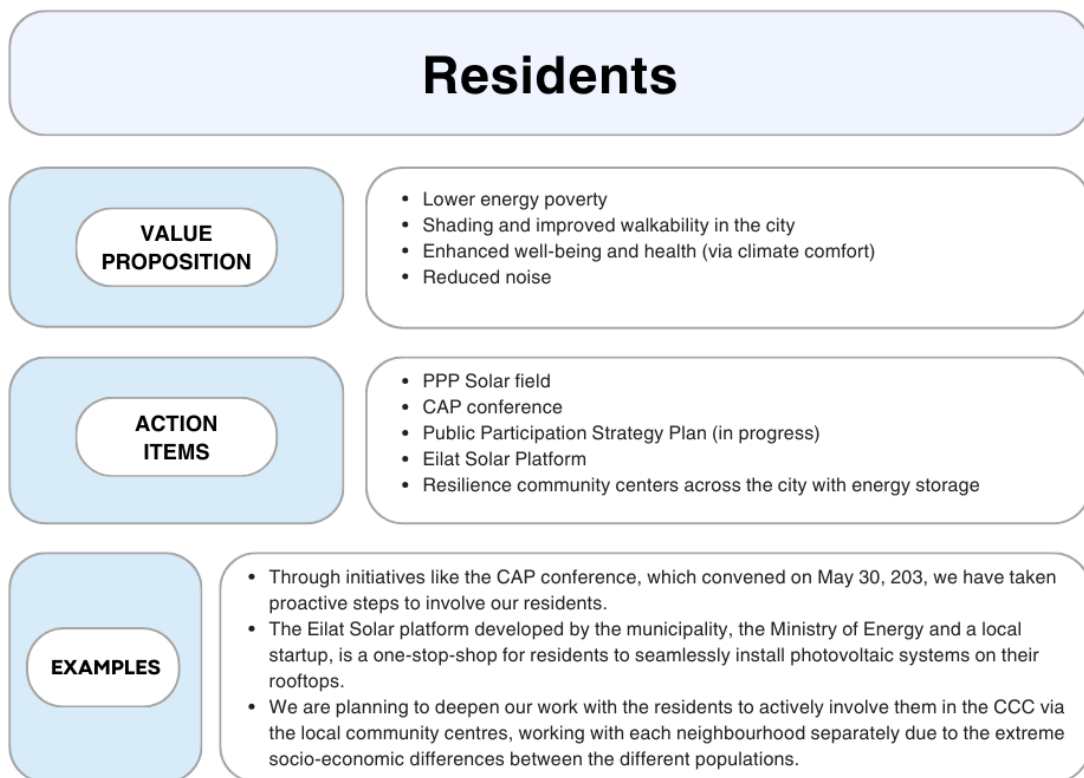 Residents
VALUE
PROPOSITION
• Lower energy poverty
• Shading and improved walkability in the city
• Enhanced well-being and health (via climate comfort)
• Reduced noise
ACTION
ITEMS
• PPP Solar field
• CAP conference
• Public Participation Strategy Plan (in progress)
• Eilat Solar Platform
• Resilience community centers across the city with energy storage
EXAMPLES
• Through initiatives like the CAP conference, which convened on May 30, 203, we have taken
proactive steps to involve our residents.
• The Eilat Solar platform developed by the municipality, the Ministry of Energy and a local
startup, is a one-stop-shop for residents to seamlessly install photovoltaic systems on their
rooftops.
• We are planning to deepen our work with the residents to actively involve them in the CCC via
the local community centres, working with each neighbourhood separately due to the extreme
socio-economic differences between the different populations.